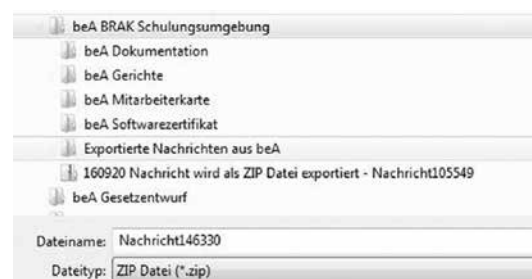 beA BRAK Schulungsumgebung
beA Dokumentation
beA Gerichte
beA Mitarbeiterkarte
beA Softwarezertifikat
Exportierte Nachrichten aus beA
160920 Nachricht wird als ZIP Datei exportiert - Nachricht105549
beA Gesetzentwurf
Dateiname: Nachricht146330
Dateityp: ZIP Datei (*.zip)